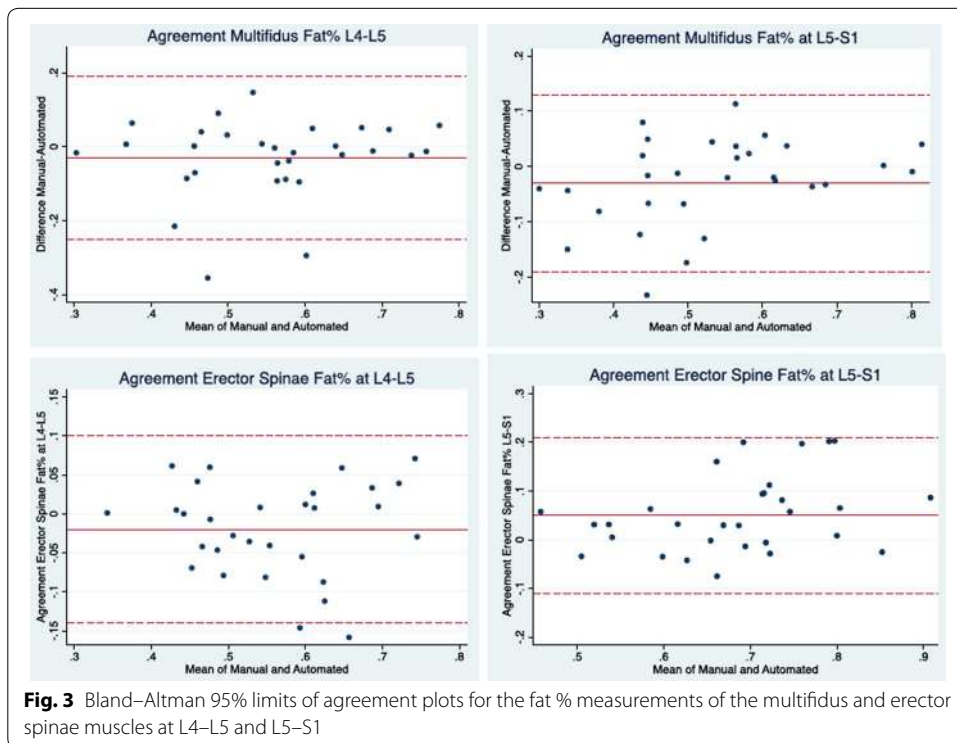 Agreement Multifidus Fat% L4-L5
Difference Manual-Autotmated
.2
0
-.2
-.4
.3 .4 .5 .6 .7 .8
Mean of Manual and Automated
Agreement Multifidus Fat% at L5-S1
Difference Manual-Automated
.2
.1
0
-.1
-.2
.3 .4 .5 .6 .7 .8
Mean of Manual and Automated
Agreement Erector Spinae Fat% at L4-L5
Agreement Erector Spinae Fat% at L4-L5
.15
.1
.05
0
-.05
-.1
-.15
.3 .4 .5 .6 .7 .8
Mean of Manual and Automated
Agreement Erector Spine Fat% at L5-S1
Agreement Erector Spinae Fat% L5-S1
.3
.2
.1
0
-.1
-.2
.5 .6 .7 .8 .9
Mean of Manual and Automated
Fig. 3 Bland–Altman 95% limits of agreement plots for the fat % measurements of the multifidus and erector
spinae muscles at L4–L5 and L5–S1